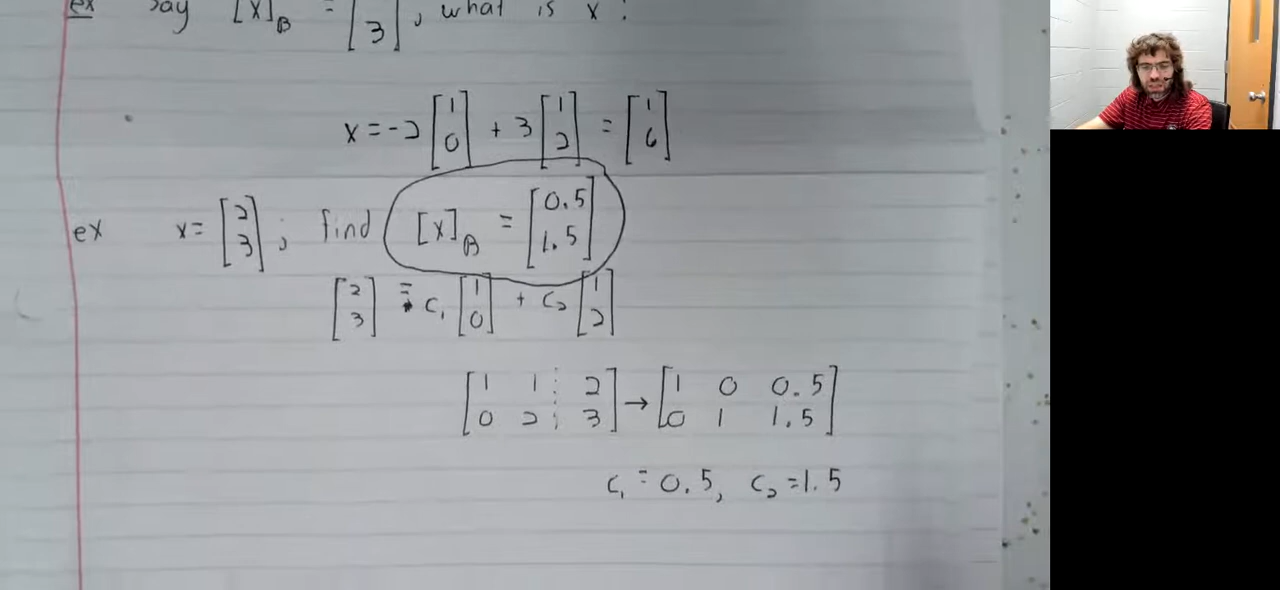 ex say [x]_B = [ 3], what is x?
x = -2 [1 0] + 3 [1 2] = [1 6]
ex x = [2 3] ; find [x]_B = [0.5 1.5]
[2 3] = c₁ [1 0] + c₂ [1 2]
[1 1 ⋮ 2 → [1 0 0.5
0 2 ⋮ 3] 0 1 1.5]
c₁ = 0.5, c₂ = 1.5